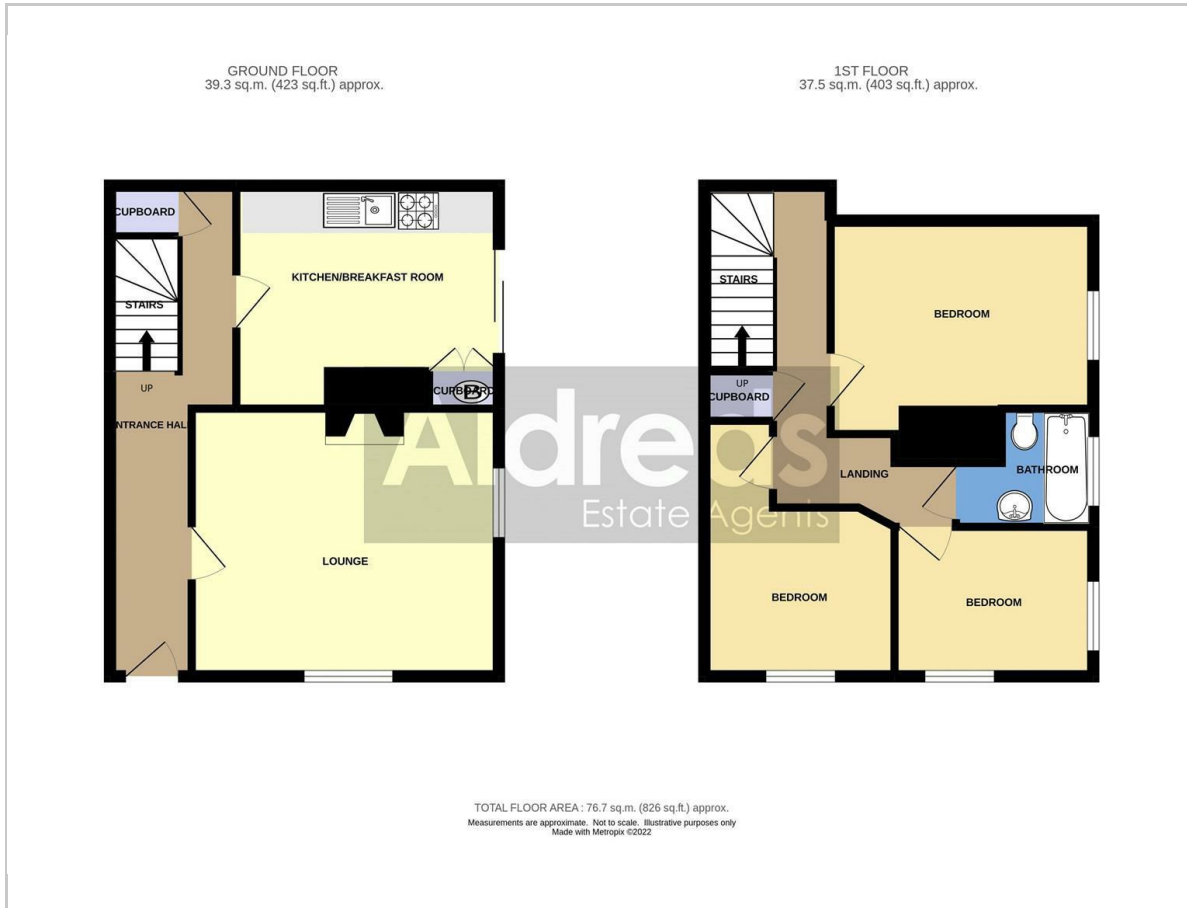 GROUND FLOOR
39.3 sq.m. (423 sq.ft.) approx.
1ST FLOOR
37.5 sq.m. (403 sq.ft.) approx.
CUPBOARD
STAIRS
UP
KITCHEN/BREAKFAST ROOM
CUPBOARD
B
ENTRANCE HALL
LOUNGE
STAIRS
UP
CUPBOARD
BEDROOM
LANDING
BATHROOM
BEDROOM
BEDROOM
Aldreds
Estate Agents
TOTAL FLOOR AREA : 76.7 sq.m. (826 sq.ft.) approx.
Measurements are approximate. Not to scale. Illustrative purposes only
Made with Metropix ©2022